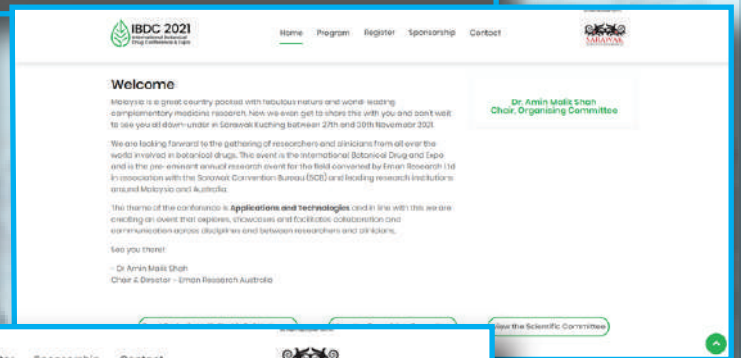 IBDC 2021
International Botanical
Drug Conference & Expo
Home Program Register Sponsorship Contact
SARAWAK
Welcome
Malaysia is a great country packed with fabulous nature and world-leading
complementary medicine research. Now we even get to share this with you and can't wait
to see you all down-under in Sarawak Kuching between 27th and 30th November 2021.
We are looking forward to the gathering of researchers and clinicians from all over the
world involved in botanical drugs. This event is the International Botanical Drug and Expo
and is the pre-eminent annual research event for the field convened by Eman Research Ltd
in association with the Sarawak Convention Bureau (SCB) and leading research institutions
around Malaysia and Australia.
The theme of the conference is Applications and Technologies and in line with this we are
creating an event that explores, showcases and facilitates collaboration and
communication across disciplines and between researchers and clinicians.
See you there!
- Dr Amin Malik Shah
Chair & Director - Eman Research Australia
Dr. Amin Malik Shah
Chair, Organising Committee
View the Scientific Committee
Sponsorship Contact